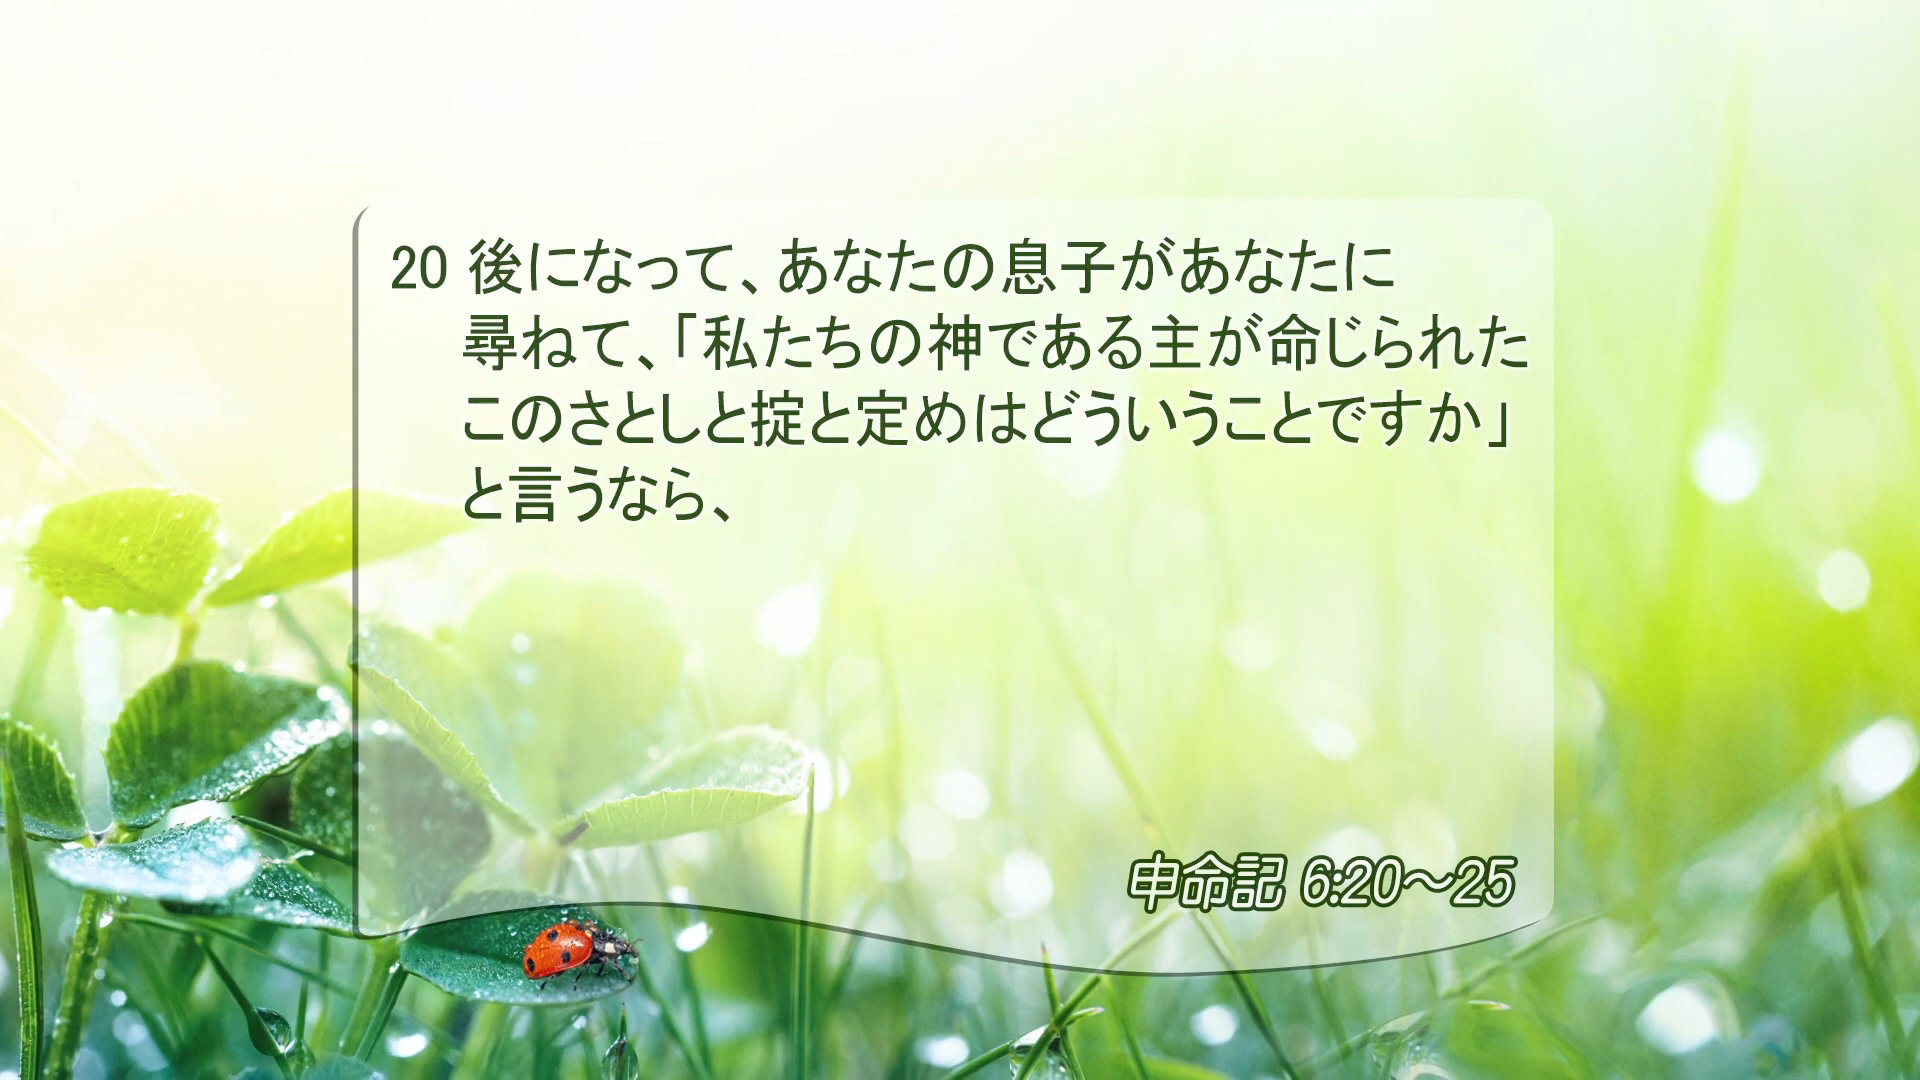 20 後になって、あなたの息子があなたに
尋ねて、「私たちの神である主が命じられた
このさとしと掟と定めはどういうことですか」
と言うなら、
申命記 6:20～25